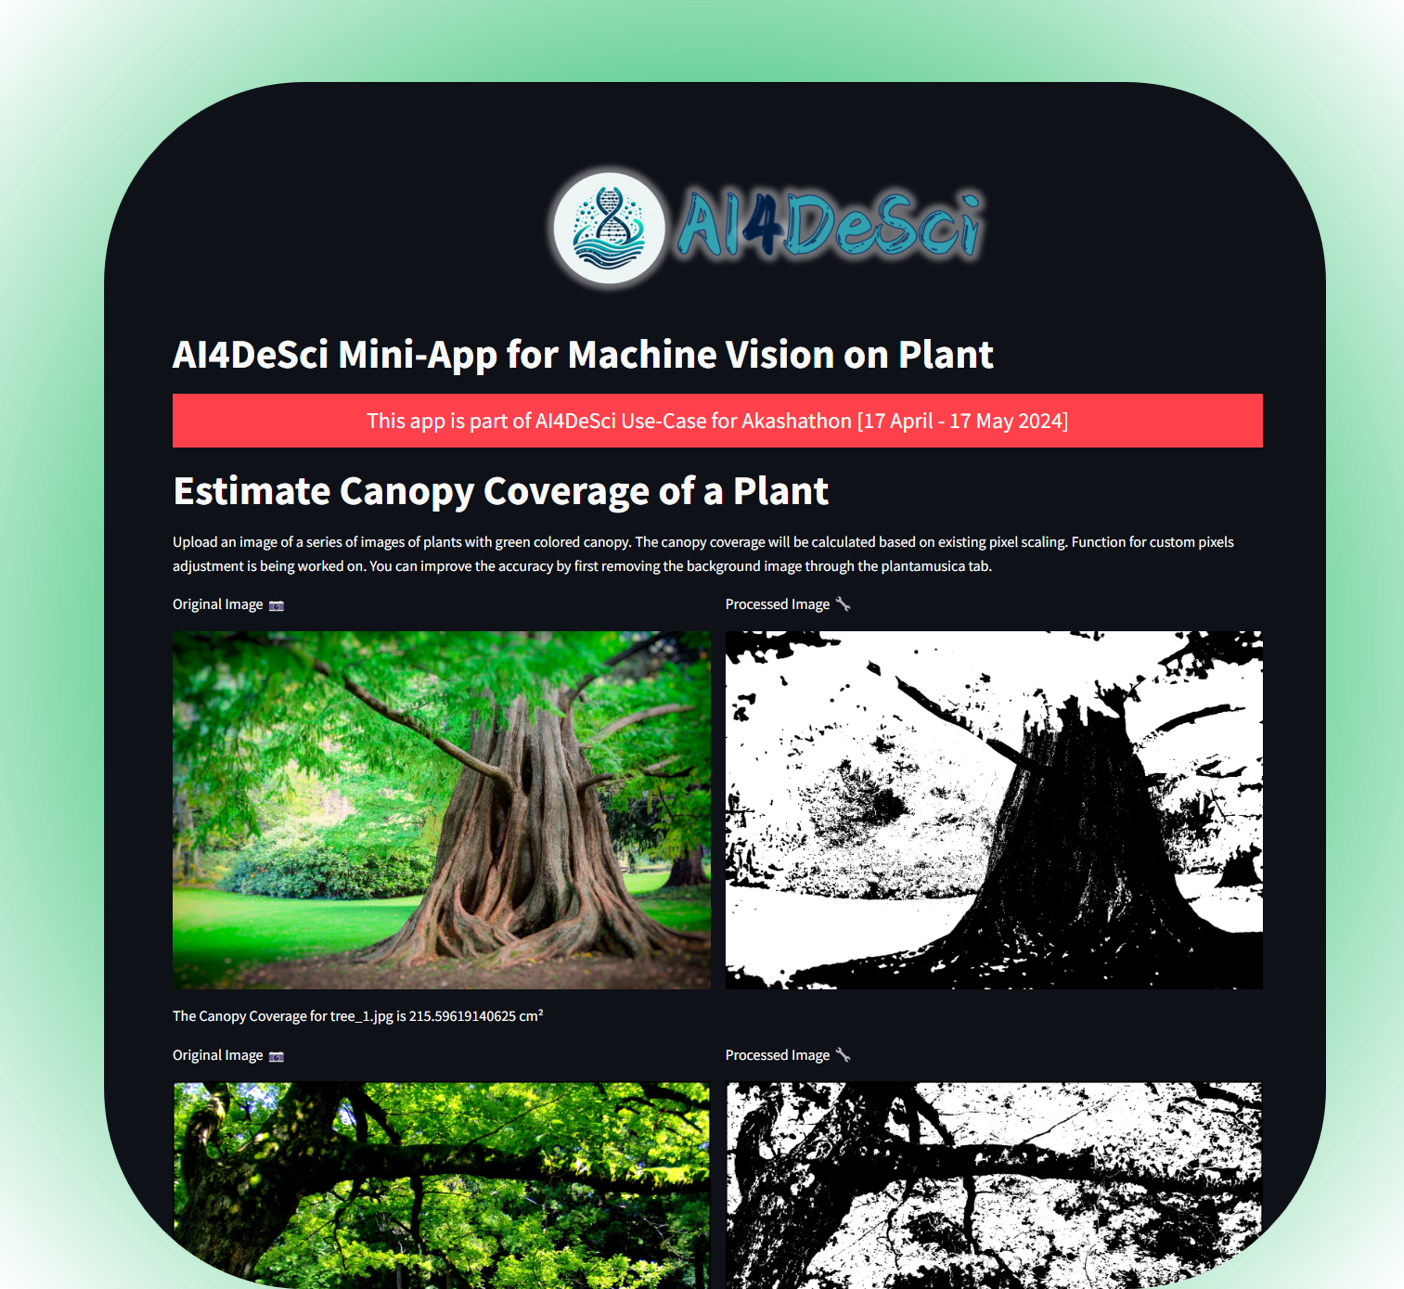 AI4DeSci
AI4DeSci Mini-App for Machine Vision on Plant
This app is part of AI4DeSci Use-Case for Akashathon [17 April - 17 May 2024]
Estimate Canopy Coverage of a Plant
Upload an image of a series of images of plants with green colored canopy. The canopy coverage will be calculated based on existing pixel scaling. Function for custom pixels
adjustment is being worked on. You can improve the accuracy by first removing the background image through the plantamusica tab.
Original Image 📷
Processed Image 🔧
The Canopy Coverage for tree_1.jpg is 215.59619140625 cm²
Original Image 📷
Processed Image 🔧